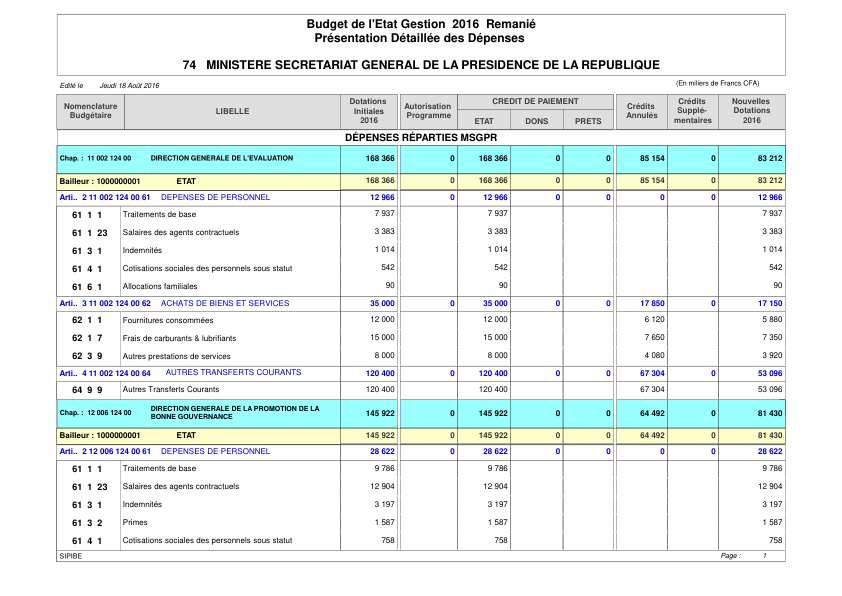 Budget de l'Etat Gestion 2016 Remanié
Présentation Détaillée des Dépenses
74 MINISTERE SECRETARIAT GENERAL DE LA PRESIDENCE DE LA REPUBLIQUE
Edité le Jeudi 18 Août 2016 (En miliers de Francs CFA)
Nomenclature Budgétaire LIBELLE Dotations Initiales 2016 Autorisation Programme CREDIT DE PAIEMENT ETAT DONS PRETS Crédits Annulés Crédits Supplé-mentaires Nouvelles Dotations 2016
DÉPENSES RÉPARTIES MSGPR
Chap. : 11 002 124 00 DIRECTION GENERALE DE L'EVALUATION 168 366 0 168 366 0 0 85 154 0 83 212
Bailleur : 1000000001 ETAT 168 366 0 168 366 0 0 85 154 0 83 212
Arti.. 2 11 002 124 00 61 DEPENSES DE PERSONNEL 12 966 0 12 966 0 0 0 0 12 966
61 1 1 Traitements de base 7 937 7 937 7 937
61 1 23 Salaires des agents contractuels 3 383 3 383 3 383
61 3 1 Indemnités 1 014 1 014 1 014
61 4 1 Cotisations sociales des personnels sous statut 542 542 542
61 6 1 Allocations familiales 90 90 90
Arti.. 3 11 002 124 00 62 ACHATS DE BIENS ET SERVICES 35 000 0 35 000 0 0 17 850 0 17 150
62 1 1 Fournitures consommées 12 000 12 000 6 120 5 880
62 1 7 Frais de carburants & lubrifiants 15 000 15 000 7 650 7 350
62 3 9 Autres prestations de services 8 000 8 000 4 080 3 920
Arti.. 4 11 002 124 00 64 AUTRES TRANSFERTS COURANTS 120 400 0 120 400 0 0 67 304 0 53 096
64 9 9 Autres Transferts Courants 120 400 120 400 67 304 53 096
Chap. : 12 006 124 00 DIRECTION GENERALE DE LA PROMOTION DE LA BONNE GOUVERNANCE 145 922 0 145 922 0 0 64 492 0 81 430
Bailleur : 1000000001 ETAT 145 922 0 145 922 0 0 64 492 0 81 430
Arti.. 2 12 006 124 00 61 DEPENSES DE PERSONNEL 28 622 0 28 622 0 0 0 0 28 622
61 1 1 Traitements de base 9 786 9 786 9 786
61 1 23 Salaires des agents contractuels 12 904 12 904 12 904
61 3 1 Indemnités 3 197 3 197 3 197
61 3 2 Primes 1 587 1 587 1 587
61 4 1 Cotisations sociales des personnels sous statut 758 758 758
SIPIBE Page : 1